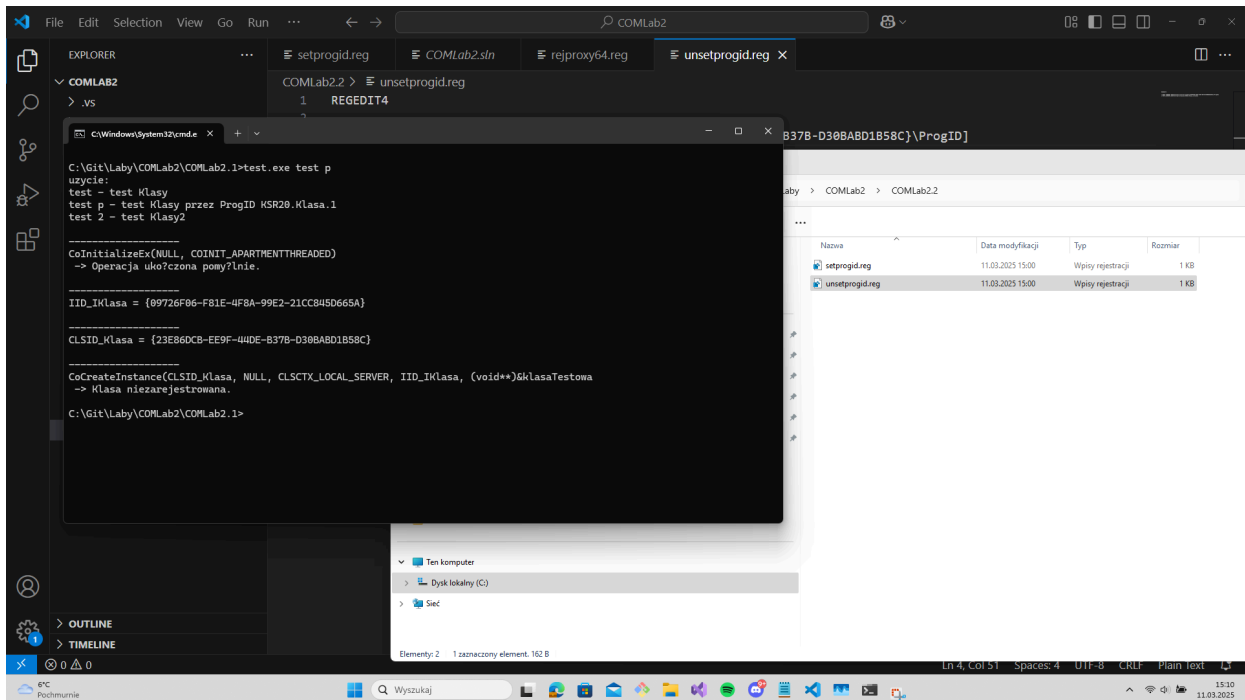 File Edit Selection View Go Run ··· COMLab2
EXPLORER ···
setprogid.reg COMLab2.sln rejproxy64.reg unsetprogid.reg
COMLAB2
COMLab2.2 > unsetprogid.reg
.vs
1 REGEDIT4
2
B37B-D30BABD1B58C}\ProgID]
C:\Windows\System32\cmd.e
C:\Git\Laby\COMLab2\COMLab2.1>test.exe test p
uzycie:
test - test Klasy
test p - test Klasy przez ProgID KSR20.Klasa.1
test 2 - test Klasy2
-------------------
CoInitializeEx(NULL, COINIT_APARTMENTTHREADED)
-> Operacja uko?czona pomy?lnie.
-------------------
IID_IKlasa = {09726F06-F81E-4F8A-99E2-21CC845D665A}
-------------------
CLSID_Klasa = {23E86DCB-EE9F-44DE-B37B-D30BABD1B58C}
-------------------
CoCreateInstance(CLSID_Klasa, NULL, CLSCTX_LOCAL_SERVER, IID_IKlasa, (void**)&klasaTestowa
-> Klasa niezarejestrowana.
C:\Git\Laby\COMLab2\COMLab2.1>
aby > COMLab2 > COMLab2.2
···
Nazwa Data modyfikacji Typ Rozmiar
setprogid.reg 11.03.2025 15:00 Wpisy rejestracji 1 KB
unsetprogid.reg 11.03.2025 15:00 Wpisy rejestracji 1 KB
Ten komputer
Dysk lokalny (C:)
Sieć
Elementy: 2 1 zaznaczony element. 162 B
OUTLINE
TIMELINE
1
0 0
Ln 4, Col 51 Spaces: 4 UTF-8 CRLF Plain Text
6°C
Pochmurnie
Wyszukaj
15:10
11.03.2025